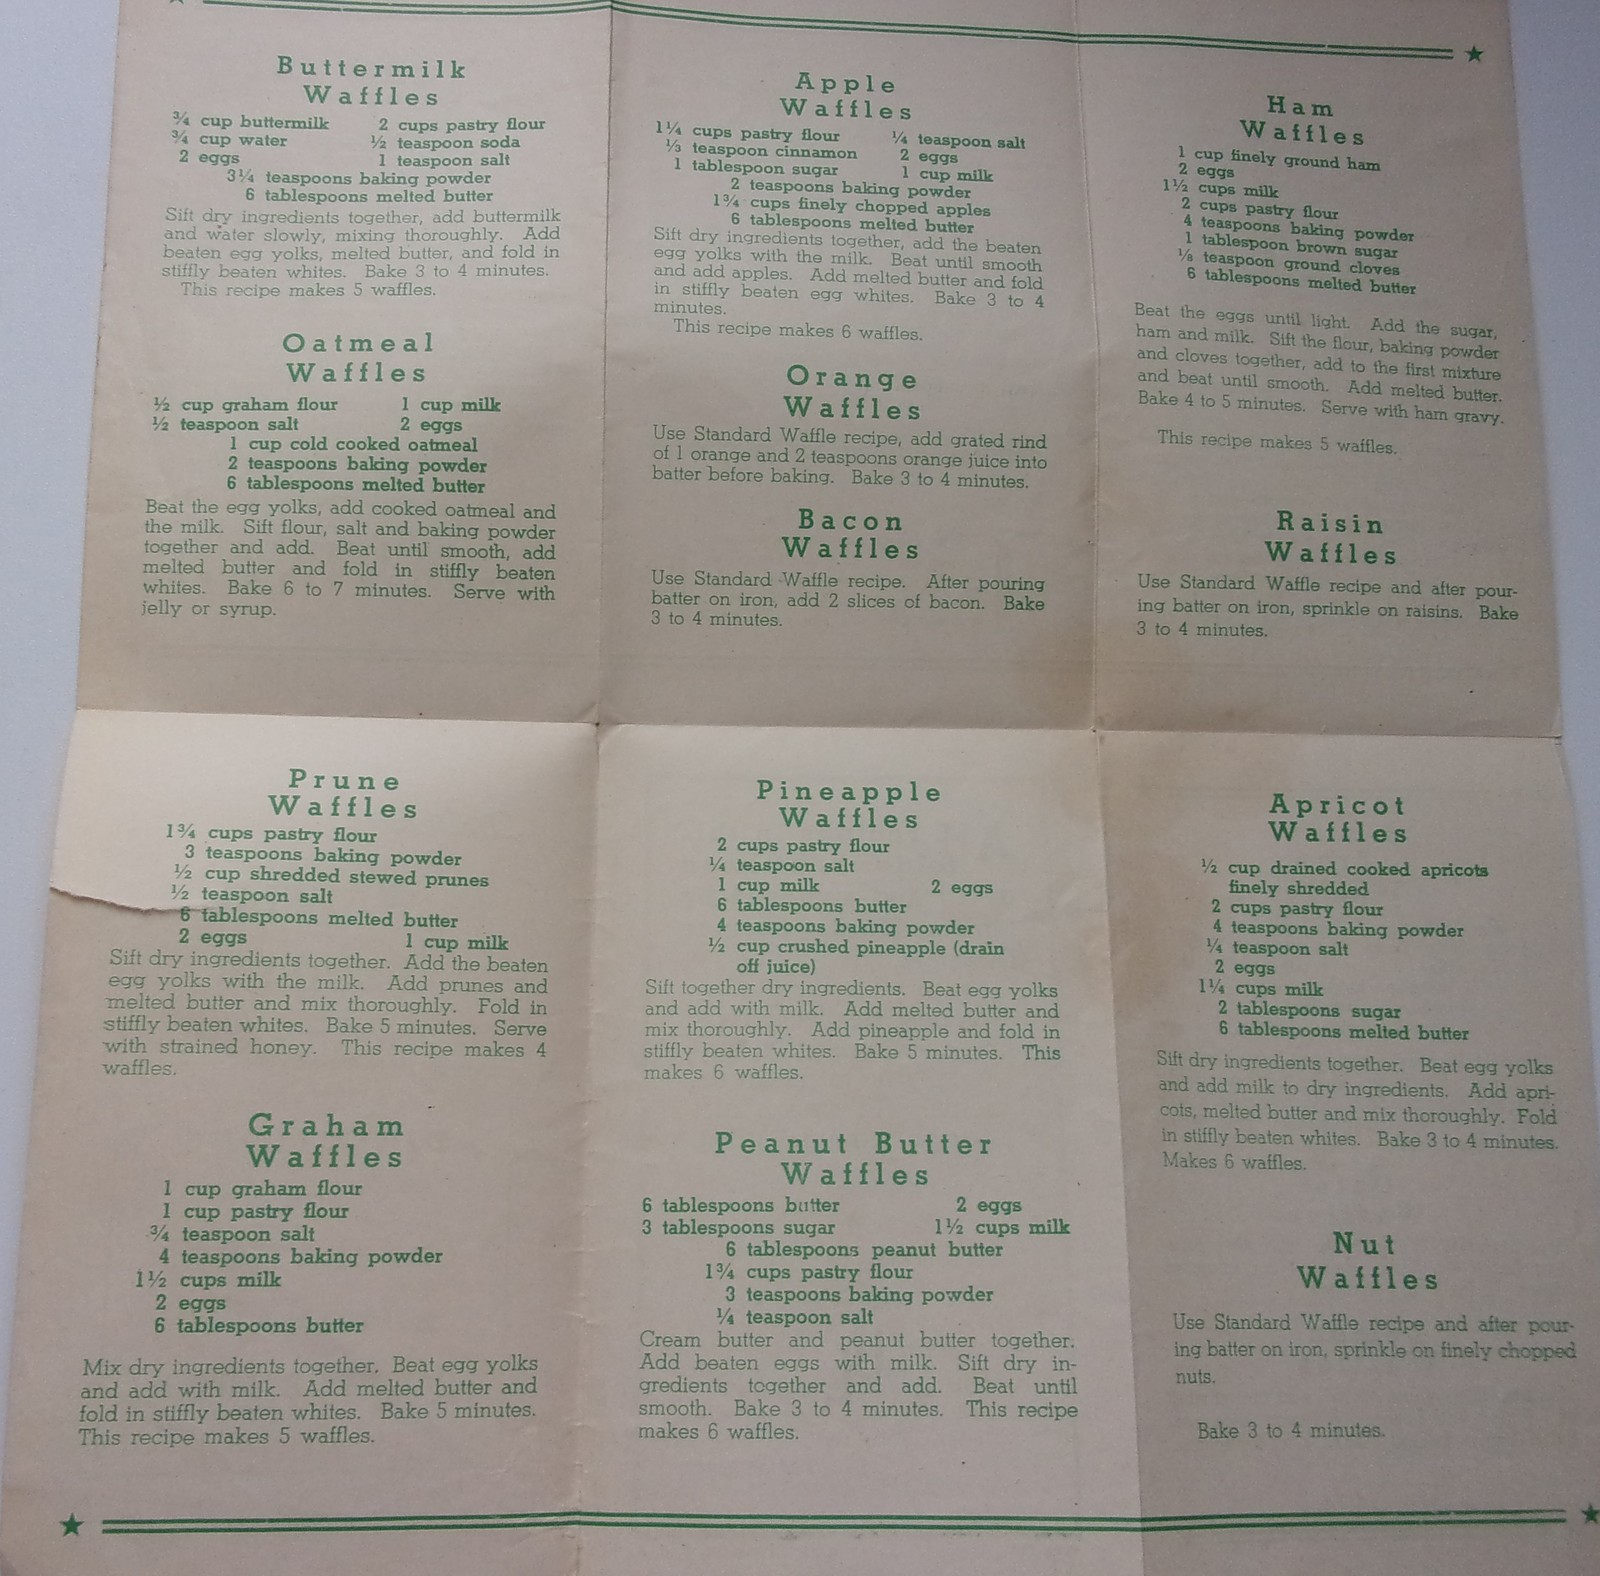 Buttermilk
Waffles
¾ cup buttermilk 2 cups pastry flour
¾ cup water ½ teaspoon soda
2 eggs 1 teaspoon salt
3¼ teaspoons baking powder
6 tablespoons melted butter
Sift dry ingredients together, add buttermilk
and water slowly, mixing thoroughly. Add
beaten egg yolks, melted butter, and fold in
stiffly beaten whites. Bake 3 to 4 minutes.
This recipe makes 5 waffles.
Oatmeal
Waffles
½ cup graham flour 1 cup milk
½ teaspoon salt 2 eggs
1 cup cold cooked oatmeal
2 teaspoons baking powder
6 tablespoons melted butter
Beat the egg yolks, add cooked oatmeal and
the milk. Sift flour, salt and baking powder
together and add. Beat until smooth, add
melted butter and fold in stiffly beaten
whites. Bake 6 to 7 minutes. Serve with
jelly or syrup.
Apple
Waffles
1¼ cups pastry flour ¼ teaspoon salt
⅓ teaspoon cinnamon 2 eggs
1 tablespoon sugar 1 cup milk
2 teaspoons baking powder
1¾ cups finely chopped apples
6 tablespoons melted butter
Sift dry ingredients together, add the beaten
egg yolks with the milk. Beat until smooth
and add apples. Add melted butter and fold
in stiffly beaten egg whites. Bake 3 to 4
minutes.
This recipe makes 6 waffles.
Orange
Waffles
Use Standard Waffle recipe, add grated rind
of 1 orange and 2 teaspoons orange juice into
batter before baking. Bake 3 to 4 minutes.
Bacon
Waffles
Use Standard Waffle recipe. After pouring
batter on iron, add 2 slices of bacon. Bake
3 to 4 minutes.
Ham
Waffles
1 cup finely ground ham
2 eggs
1½ cups milk
2 cups pastry flour
4 teaspoons baking powder
1 tablespoon brown sugar
⅛ teaspoon ground cloves
6 tablespoons melted butter
Beat the eggs until light. Add the sugar,
ham and milk. Sift the flour, baking powder
and cloves together, add to the first mixture
and beat until smooth. Add melted butter.
Bake 4 to 5 minutes. Serve with ham gravy.
This recipe makes 5 waffles.
Raisin
Waffles
Use Standard Waffle recipe and after pour-
ing batter on iron, sprinkle on raisins. Bake
3 to 4 minutes.
Prune
Waffles
1¾ cups pastry flour
3 teaspoons baking powder
½ cup shredded stewed prunes
½ teaspoon salt
6 tablespoons melted butter
2 eggs 1 cup milk
Sift dry ingredients together. Add the beaten
egg yolks with the milk. Add prunes and
melted butter and mix thoroughly. Fold in
stiffly beaten whites. Bake 5 minutes. Serve
with strained honey. This recipe makes 4
waffles.
Graham
Waffles
1 cup graham flour
1 cup pastry flour
¾ teaspoon salt
4 teaspoons baking powder
1½ cups milk
2 eggs
6 tablespoons butter
Mix dry ingredients together. Beat egg yolks
and add with milk. Add melted butter and
fold in stiffly beaten whites. Bake 5 minutes.
This recipe makes 5 waffles.
Pineapple
Waffles
2 cups pastry flour
¼ teaspoon salt
1 cup milk 2 eggs
6 tablespoons butter
4 teaspoons baking powder
½ cup crushed pineapple (drain
off juice)
Sift together dry ingredients. Beat egg yolks
and add with milk. Add melted butter and
mix thoroughly. Add pineapple and fold in
stiffly beaten whites. Bake 5 minutes. This
makes 6 waffles.
Peanut Butter
Waffles
6 tablespoons butter 2 eggs
3 tablespoons sugar 1½ cups milk
6 tablespoons peanut butter
1¾ cups pastry flour
3 teaspoons baking powder
¼ teaspoon salt
Cream butter and peanut butter together.
Add beaten eggs with milk. Sift dry in-
gredients together and add. Beat until
smooth. Bake 3 to 4 minutes. This recipe
makes 6 waffles.
Apricot
Waffles
½ cup drained cooked apricots
finely shredded
2 cups pastry flour
4 teaspoons baking powder
¼ teaspoon salt
2 eggs
1¼ cups milk
2 tablespoons sugar
6 tablespoons melted butter
Sift dry ingredients together. Beat egg yolks
and add milk to dry ingredients. Add apri-
cots, melted butter and mix thoroughly. Fold
in stiffly beaten whites. Bake 3 to 4 minutes.
Makes 6 waffles.
Nut
Waffles
Use Standard Waffle recipe and after pour-
ing batter on iron, sprinkle on finely chopped
nuts.
Bake 3 to 4 minutes.